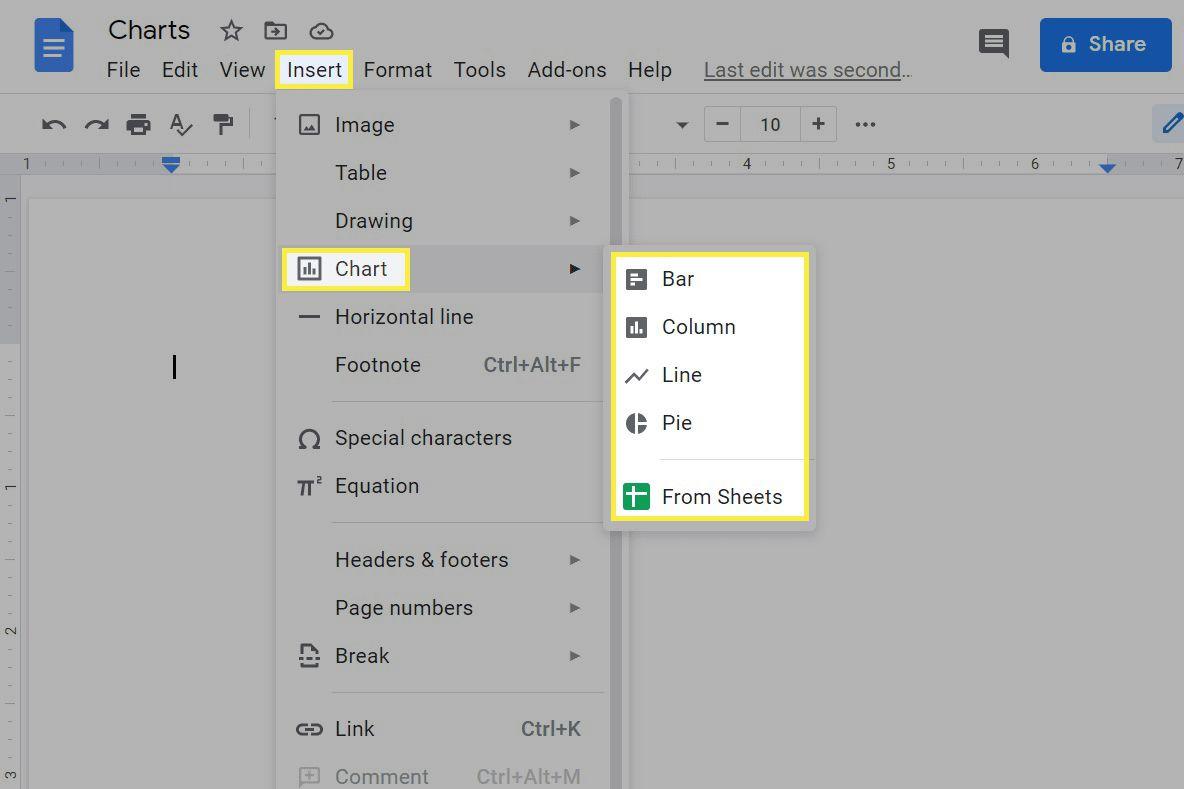 Charts
File Edit View Insert Format Tools Add-ons Help Last edit was second...
Share
10
1 4 5 6 7
Image
Table
Drawing
Chart
Horizontal line
Footnote Ctrl+Alt+F
Special characters
π² Equation
Headers & footers
Page numbers
Break
Link Ctrl+K
Comment Ctrl+Alt+M
Bar
Column
Line
Pie
From Sheets
1
1
2
3